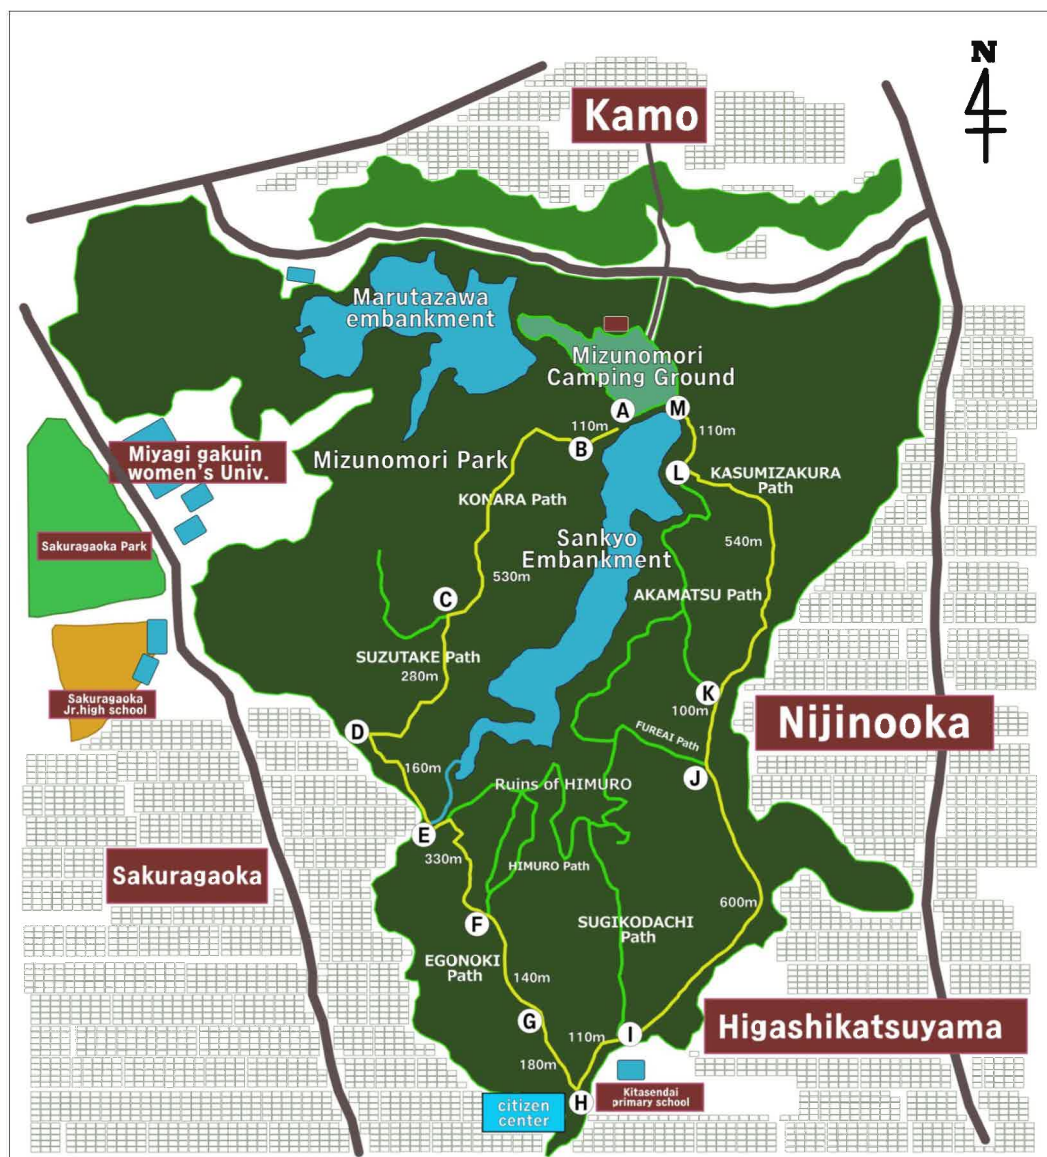 N
Kamo
Marutazawa
embankment
Mizunomori
Camping Ground
A
M
110m
B
110m
Miyagi gakuin
women's Univ.
Mizunomori Park
L
KASUMIZAKURA
Path
KONARA Path
Sakuragaoka Park
Sankyo
Embankment
540m
530m
C
AKAMATSU Path
SUZUTAKE Path
280m
Sakuragaoka
Jr.high school
K
100m
Nijinooka
D
FUREAI Path
160m
J
Ruins of HIMURO
E
330m
HIMURO Path
Sakuragaoka
600m
F
SUGIKODACHI
Path
EGONOKI
Path
140m
G
I
110m
Higashikatsuyama
180m
H
Kitasendai
primary school
citizen
center